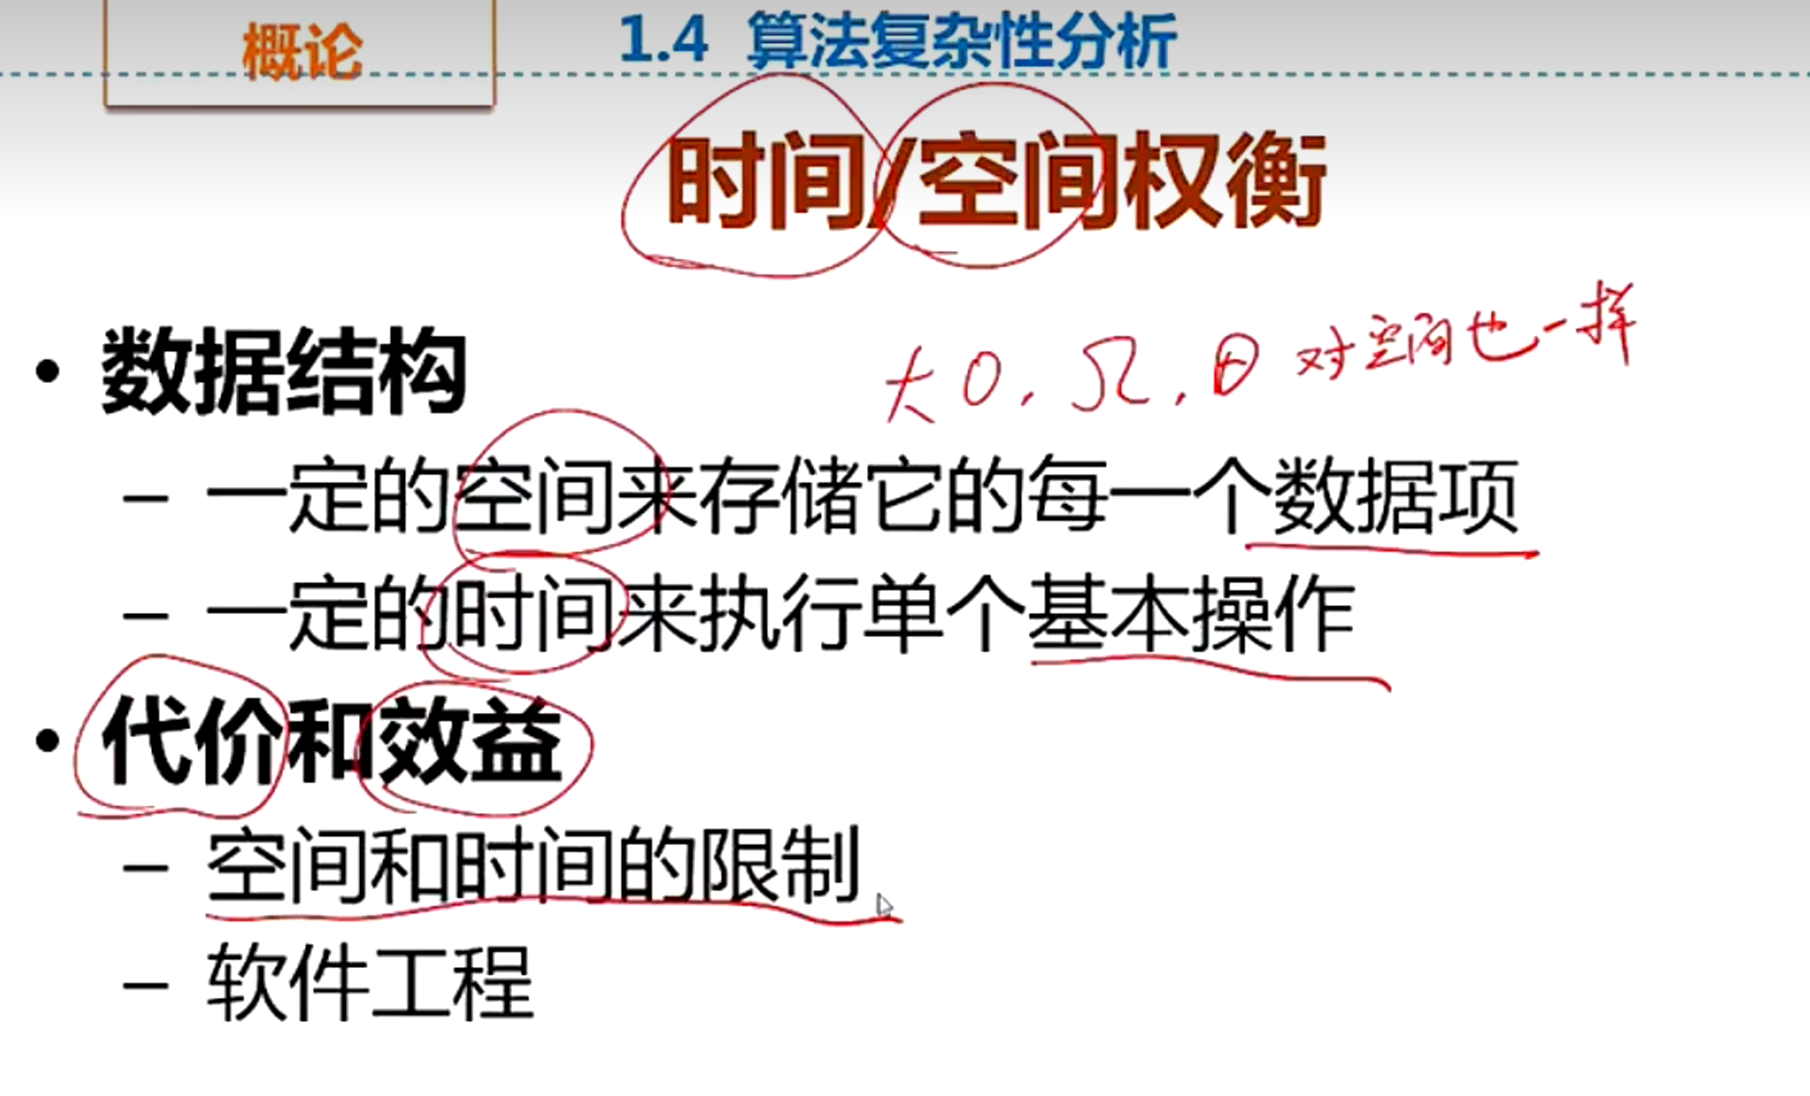 概论
1.4 算法复杂性分析
时间/空间权衡
大O, Ω, Θ 对空间也一样
• 数据结构
– 一定的空间来存储它的每一个数据项
– 一定的时间来执行单个基本操作
• 代价和效益
– 空间和时间的限制
– 软件工程